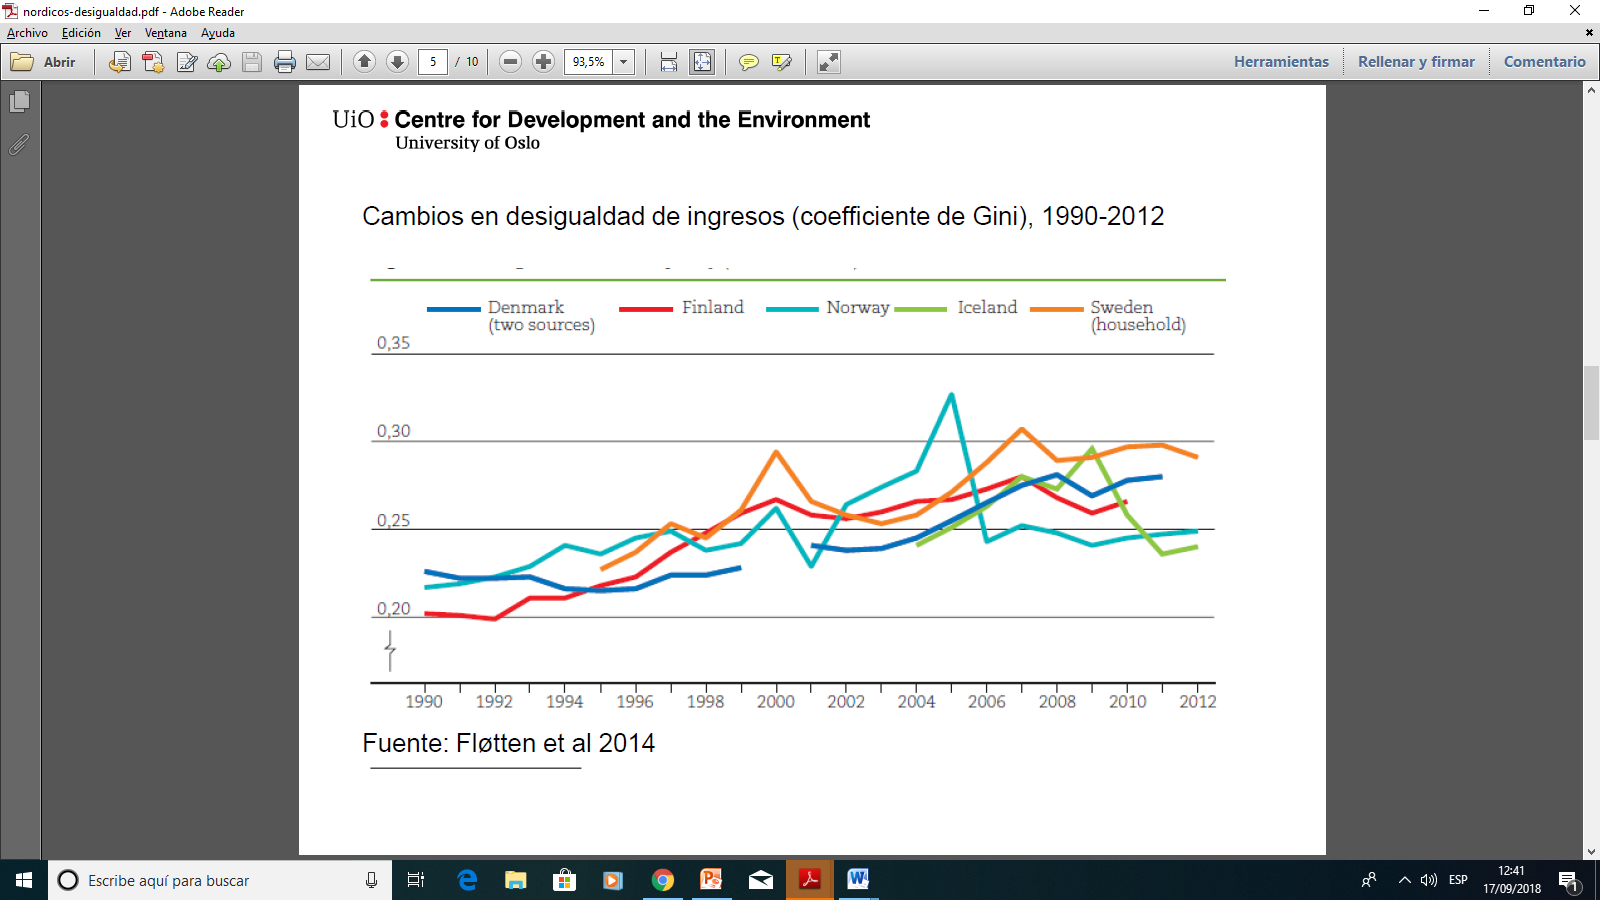 nordicos-desigualdad.pdf - Adobe Reader
Archivo Edición Ver Ventana Ayuda
Abrir 5 / 10 93,5% Herramientas Rellenar y firmar Comentario
UiO Centre for Development and the Environment
University of Oslo
Cambios en desigualdad de ingresos (coefficiente de Gini), 1990-2012
Denmark (two sources) Finland Norway Iceland Sweden (household)
0,35
0,30
0,25
0,20
1990 1992 1994 1996 1998 2000 2002 2004 2006 2008 2010 2012
Fuente: Fløtten et al 2014
Escribe aquí para buscar ESP 12:41
17/09/2018 1